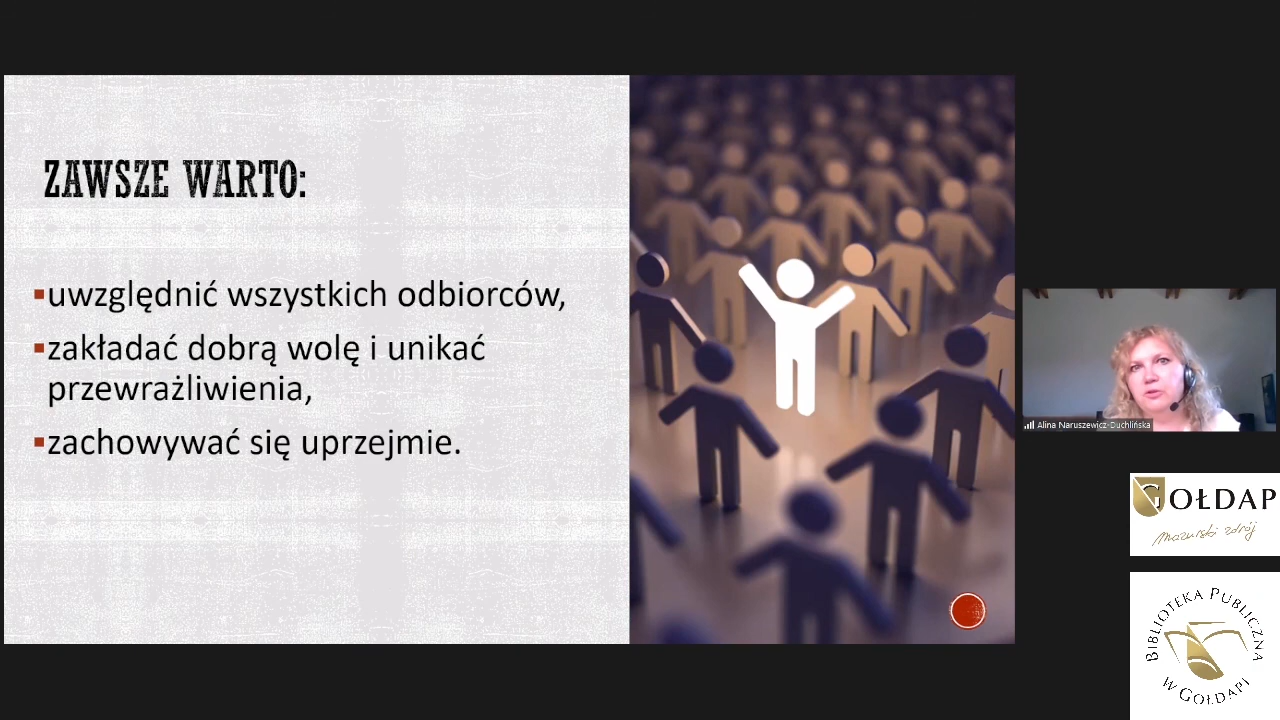 ZAWSZE WARTO:
▪uwzględnić wszystkich odbiorców,
▪zakładać dobrą wolę i unikać
przewrażliwienia,
▪zachowywać się uprzejmie.
Alina Naruszewicz-Duchlińska
GOŁDAP
Mazurski zdrój
BIBLIOTEKA PUBLICZNA
W GOŁDAPI